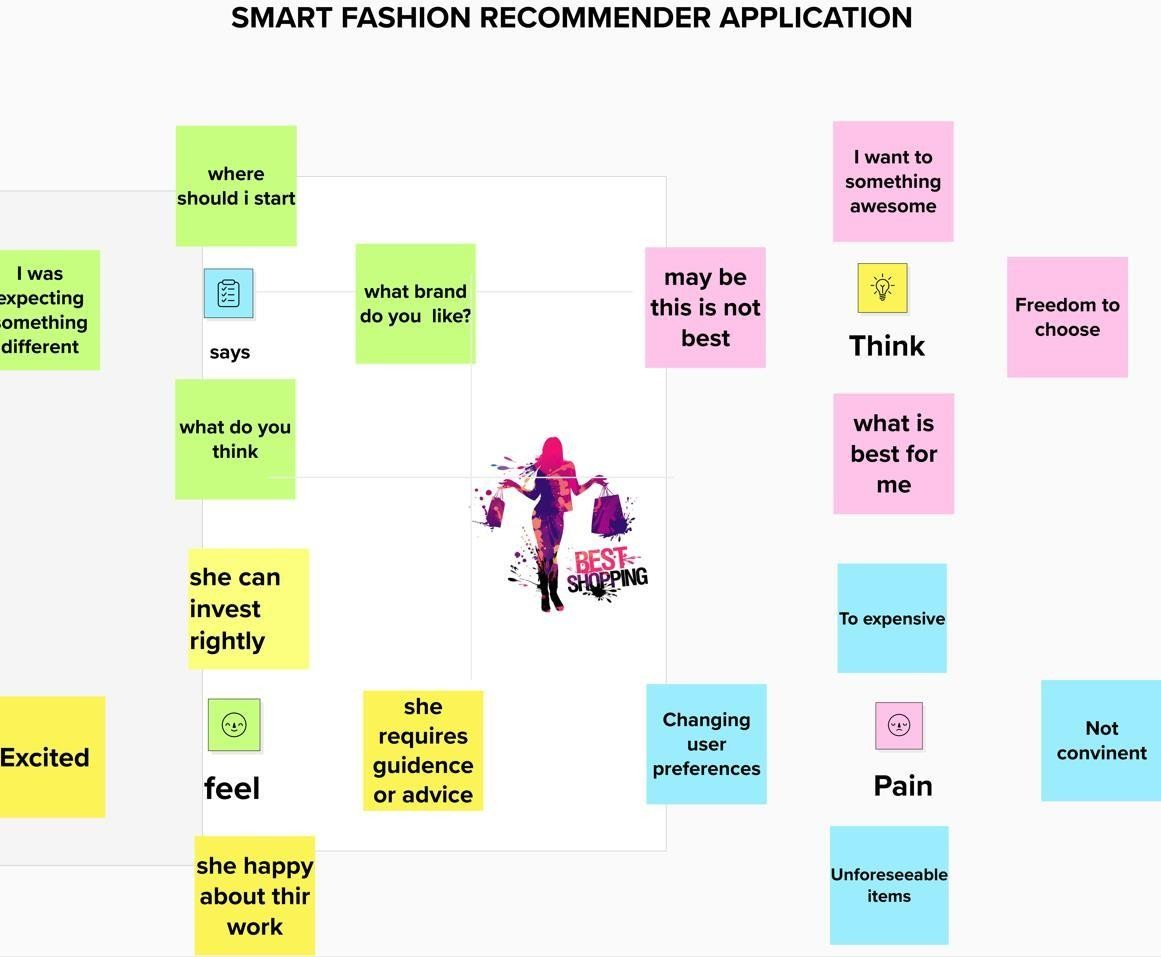 SMART FASHION RECOMMENDER APPLICATION
where
should i start
I was
expecting
something
different
says
what brand
do you  like?
what do you
think
I want to
something
awesome
may be
this is not
best
Think
Freedom to
choose
what is
best for
me
BEST
SHOPPING
she can
invest
rightly
Excited
feel
she
requires
guidence
or advice
she happy
about thir
work
To expensive
Changing
user
preferences
Pain
Not
convinent
Unforeseeable
items